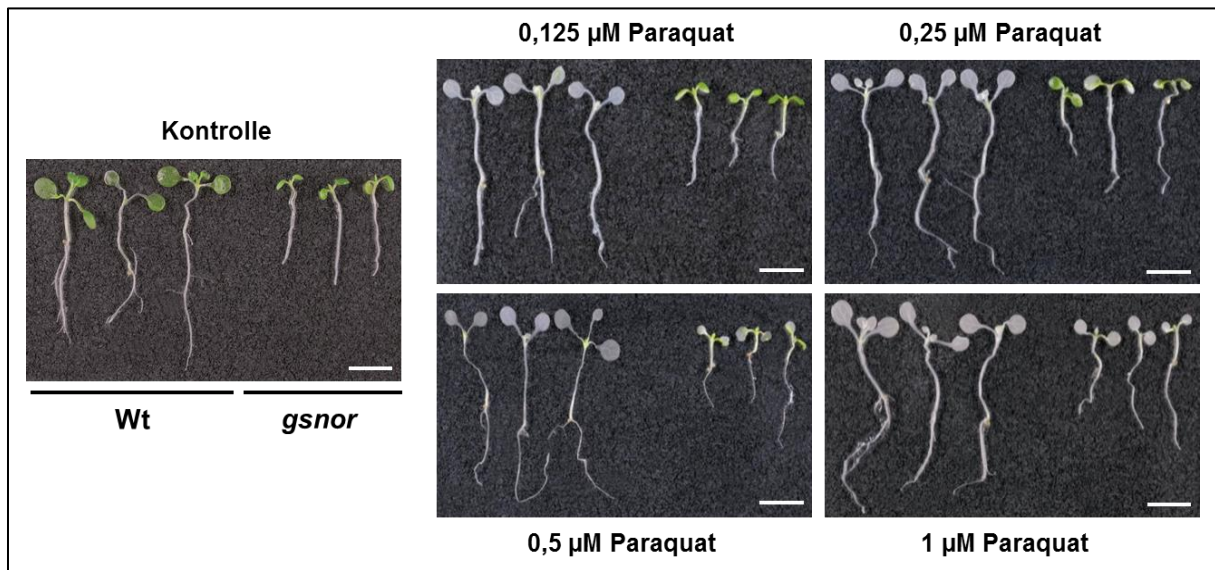 Kontrolle
Wt
gsnor
0,125 µM Paraquat
0,25 µM Paraquat
0,5 µM Paraquat
1 µM Paraquat